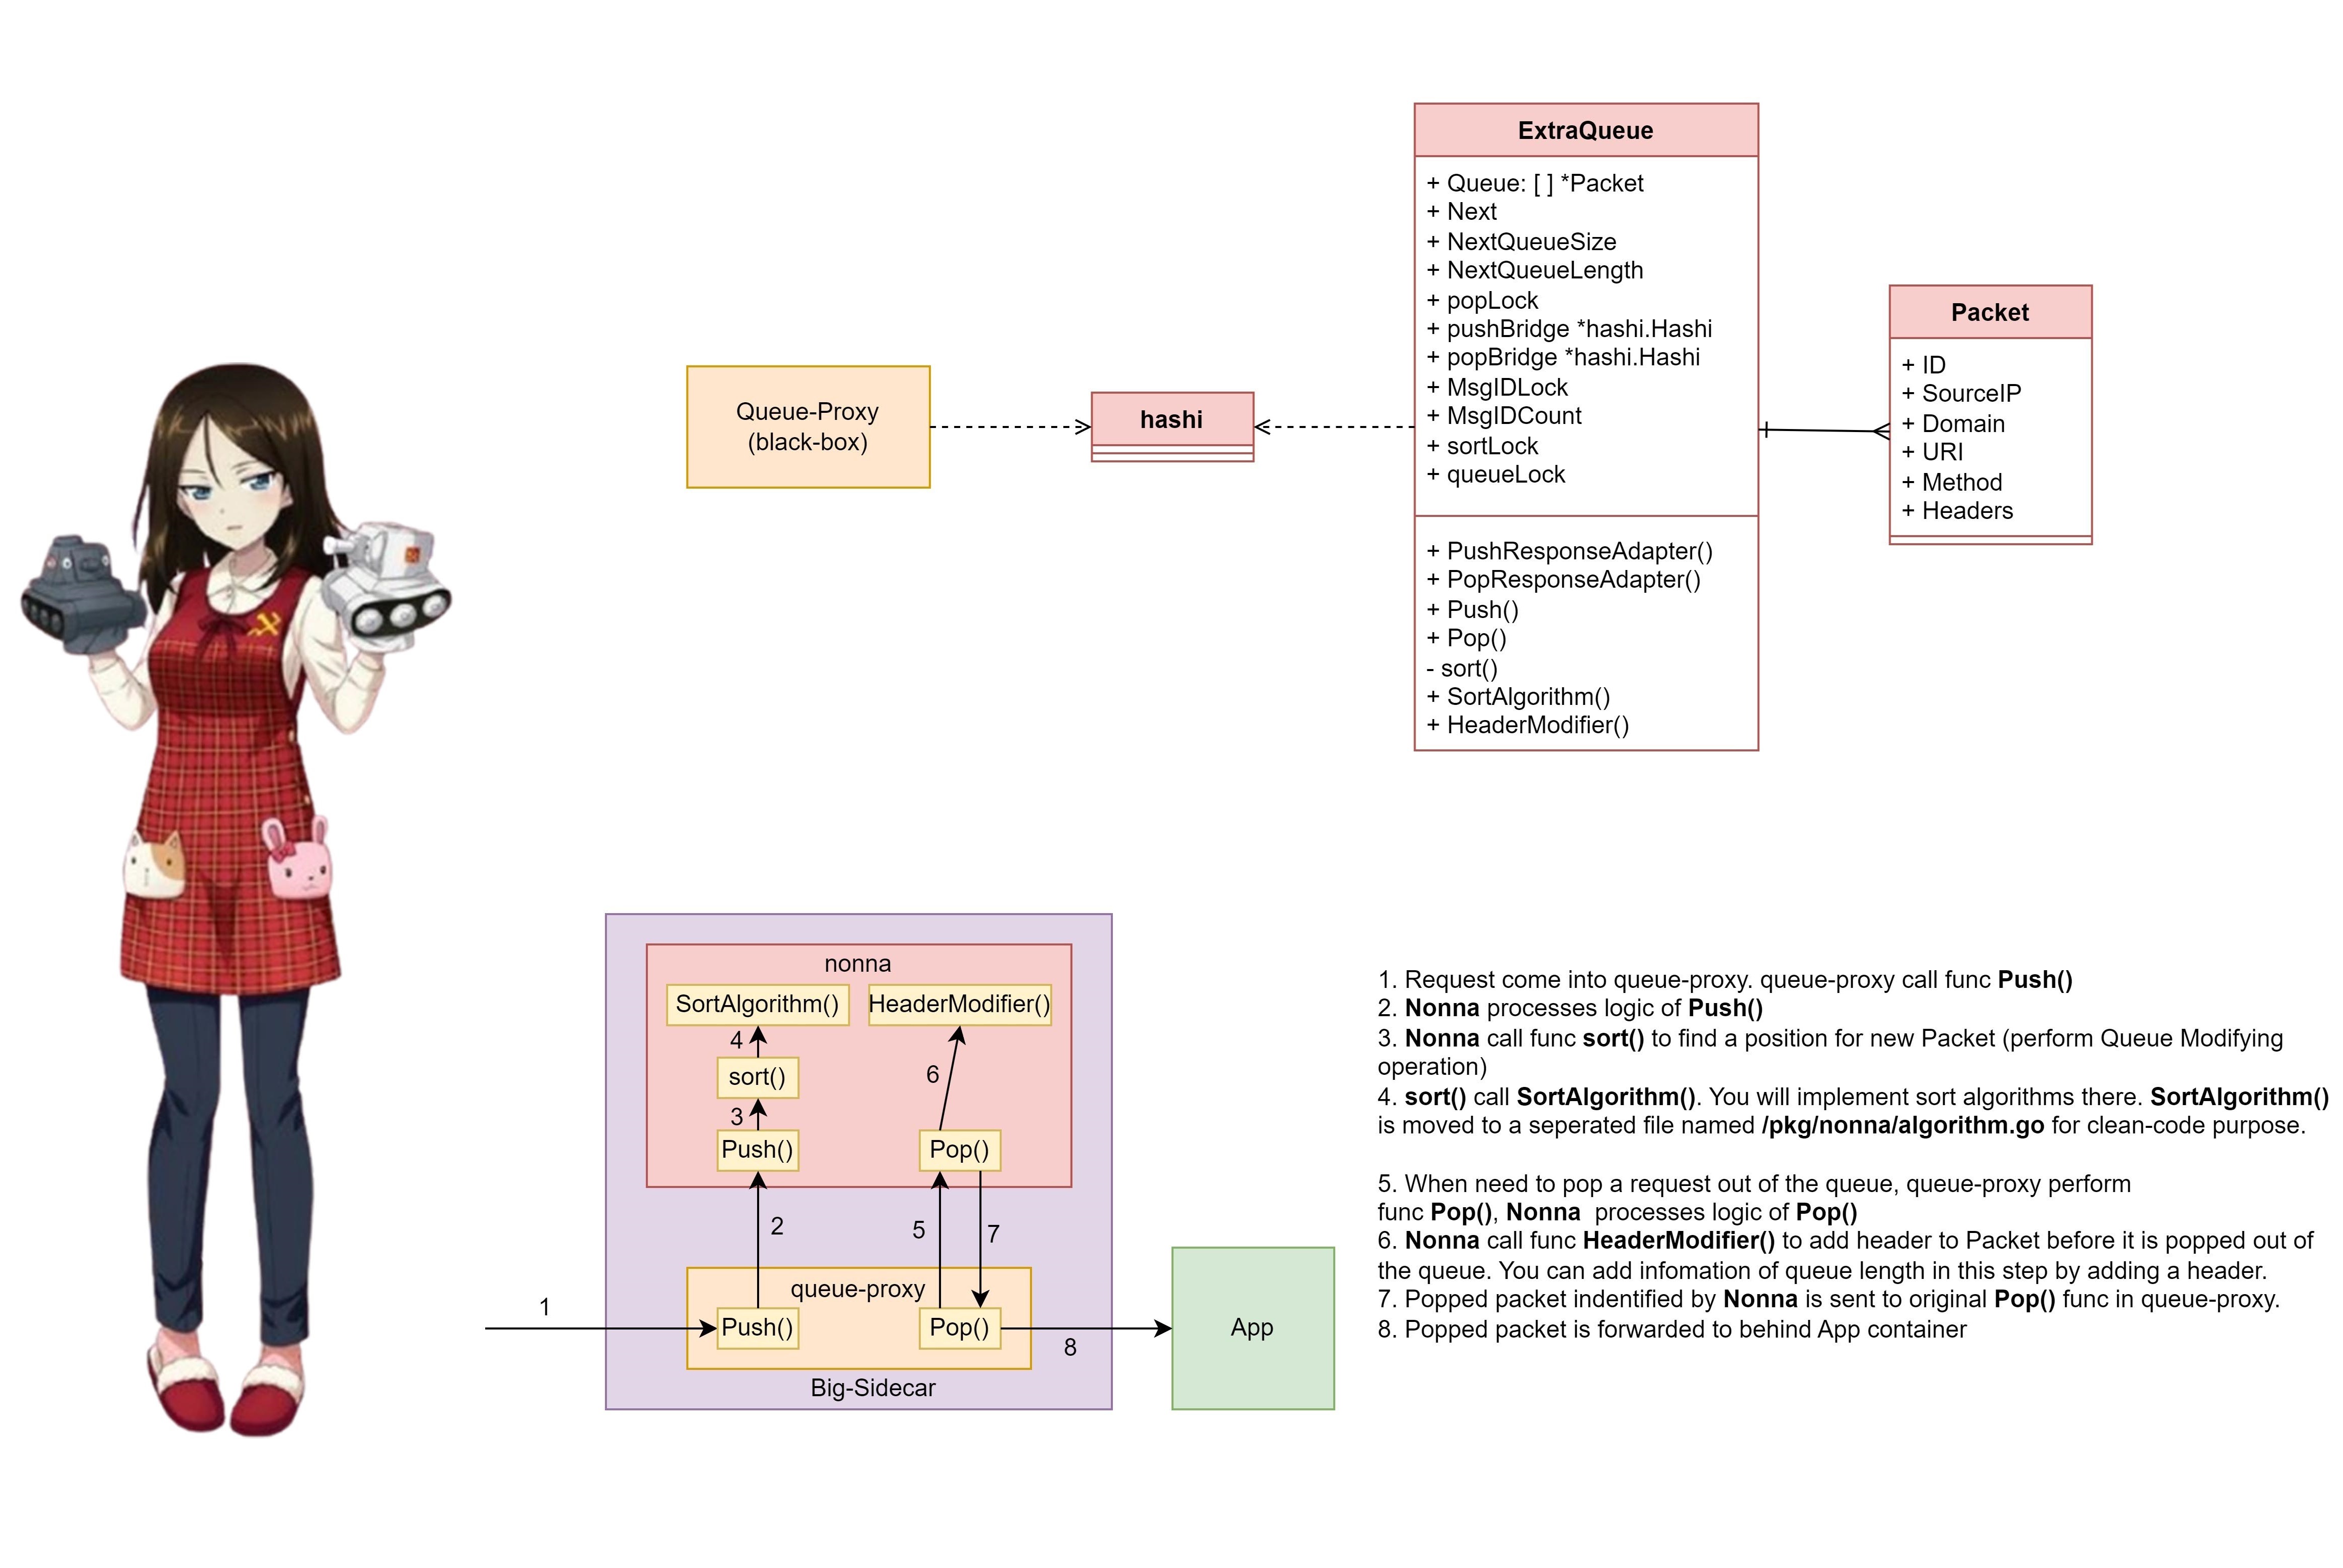 ExtraQueue
+ Queue: [ ] *Packet
+ Next
+ NextQueueSize
+ NextQueueLength
+ popLock
+ pushBridge *hashi.Hashi
+ popBridge *hashi.Hashi
+ MsgIDLock
+ MsgIDCount
+ sortLock
+ queueLock
+ PushResponseAdapter()
+ PopResponseAdapter()
+ Push()
+ Pop()
- sort()
+ SortAlgorithm()
+ HeaderModifier()
Packet
+ ID
+ SourceIP
+ Domain
+ URI
+ Method
+ Headers
Queue-Proxy
(black-box)
hashi
nonna
SortAlgorithm()
HeaderModifier()
4
sort()
6
3
Push()
Pop()
2
5
7
queue-proxy
1
Push()
Pop()
8
App
Big-Sidecar
1. Request come into queue-proxy. queue-proxy call func Push()
2. Nonna processes logic of Push()
3. Nonna call func sort() to find a position for new Packet (perform Queue Modifying
operation)
4. sort() call SortAlgorithm(). You will implement sort algorithms there. SortAlgorithm()
is moved to a seperated file named /pkg/nonna/algorithm.go for clean-code purpose.
5. When need to pop a request out of the queue, queue-proxy perform
func Pop(), Nonna  processes logic of Pop()
6. Nonna call func HeaderModifier() to add header to Packet before it is popped out of
the queue. You can add infomation of queue length in this step by adding a header.
7. Popped packet indentified by Nonna is sent to original Pop() func in queue-proxy.
8. Popped packet is forwarded to behind App container